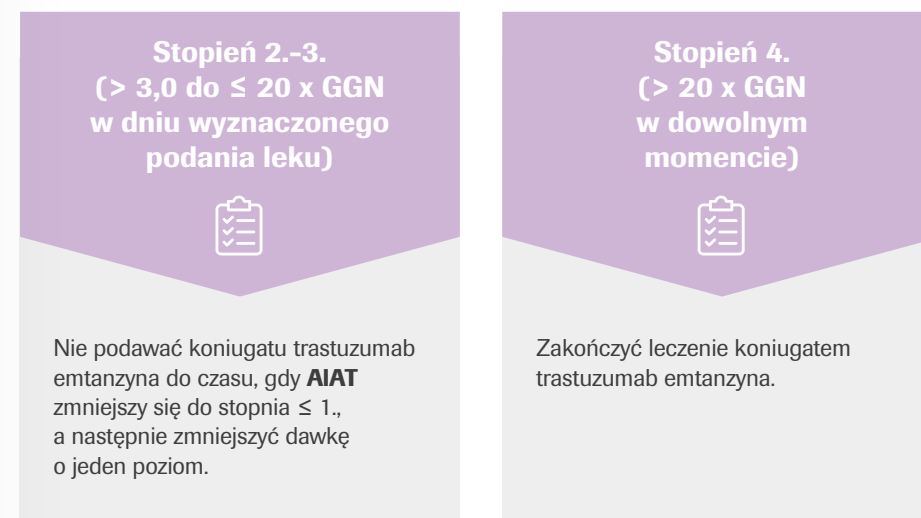 Stopień 2.-3.
(> 3,0 do ≤ 20 x GGN
w dniu wyznaczonego
podania leku)
Nie podawać koniugatu trastuzumab
emtanzyna do czasu, gdy AIAT
zmniejszy się do stopnia ≤ 1.,
a następnie zmniejszyć dawkę
o jeden poziom.
Stopień 4.
(> 20 x GGN
w dowolnym
momencie)
Zakończyć leczenie koniugatem
trastuzumab emtanzyna.